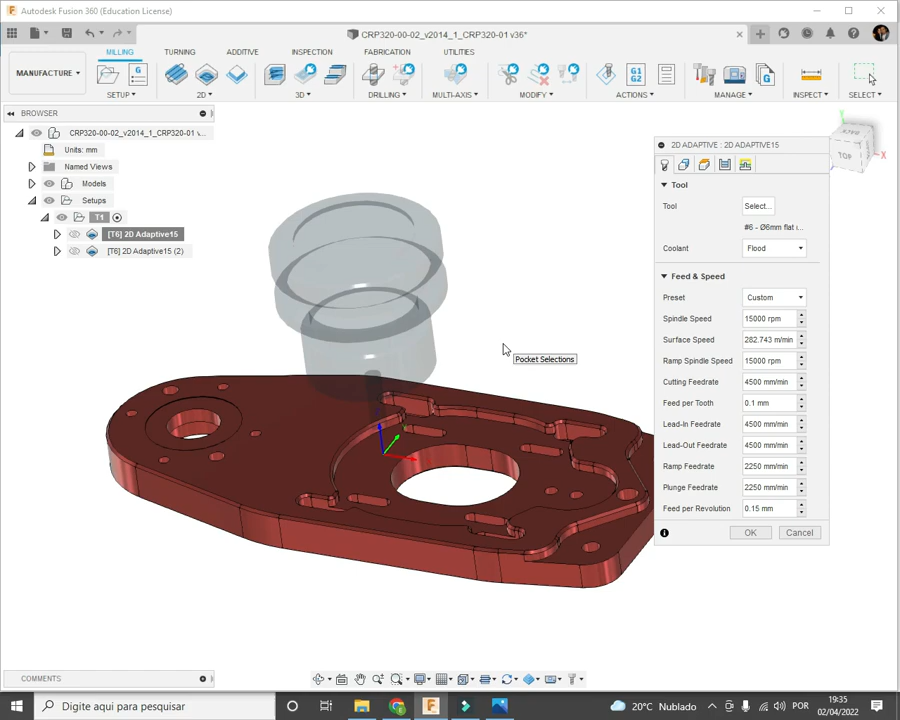 Autodesk Fusion 360 (Education License)
CRP320-00-02_v2014_1_CRP320-01 v36*
MANUFACTURE
MILLING TURNING ADDITIVE INSPECTION FABRICATION UTILITIES
G1
G2
SETUP 2D 3D DRILLING MULTI-AXIS MODIFY ACTIONS MANAGE INSPECT SELECT
BROWSER
CRP320-00-02_v2014_1_CRP320-01 v...
Units: mm
Named Views
Models
Setups
T1
[T6] 2D Adaptive15
[T6] 2D Adaptive15 (2)
Pocket Selections
TOP
BACK
X
2D ADAPTIVE : 2D ADAPTIVE15
Tool
Tool Select...
#6 - Ø6mm flat i...
Coolant Flood
Feed & Speed
Preset Custom
Spindle Speed 15000 rpm
Surface Speed 282.743 m/min
Ramp Spindle Speed 15000 rpm
Cutting Feedrate 4500 mm/min
Feed per Tooth 0.1 mm
Lead-In Feedrate 4500 mm/min
Lead-Out Feedrate 4500 mm/min
Ramp Feedrate 2250 mm/min
Plunge Feedrate 2250 mm/min
Feed per Revolution 0.15 mm
OK Cancel
COMMENTS
Digite aqui para pesquisar
20°C Nublado
POR
19:35
02/04/2022